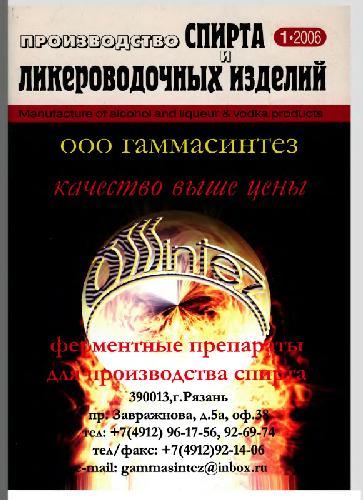 ПРОИЗВОДСТВО СПИРТА 1•2006
и
ЛИКЕРОВОДОЧНЫХ ИЗДЕЛИЙ
Manufacture of alcohol and liqueur & vodka products
ООО ГАММАСИНТЕЗ
качество выше цены
ферментные препараты
для производства спирта
390013,г.Рязань
пр. Завражнова, д.5а, оф.38
тел: +7(4912) 96-17-56, 92-69-74
тел/факс: +7(4912)92-14-06
e-mail: gammasintez@inbox.ru